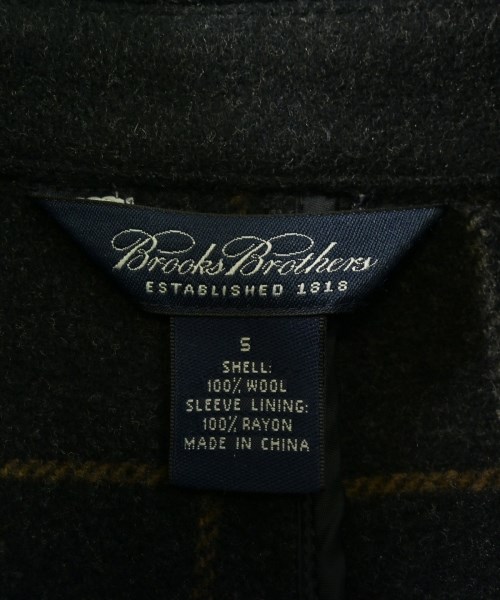 Brooks Brothers
ESTABLISHED 1818
S
SHELL:
100% WOOL
SLEEVE LINING:
100% RAYON
MADE IN CHINA